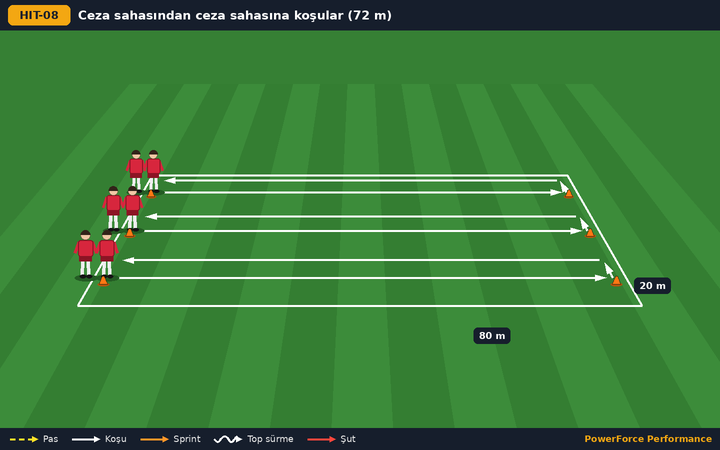 HIT-08 Ceza sahasından ceza sahasına koşular (72 m)
20 m
80 m
Pas Koşu Sprint Top sürme Şut PowerForce Performance